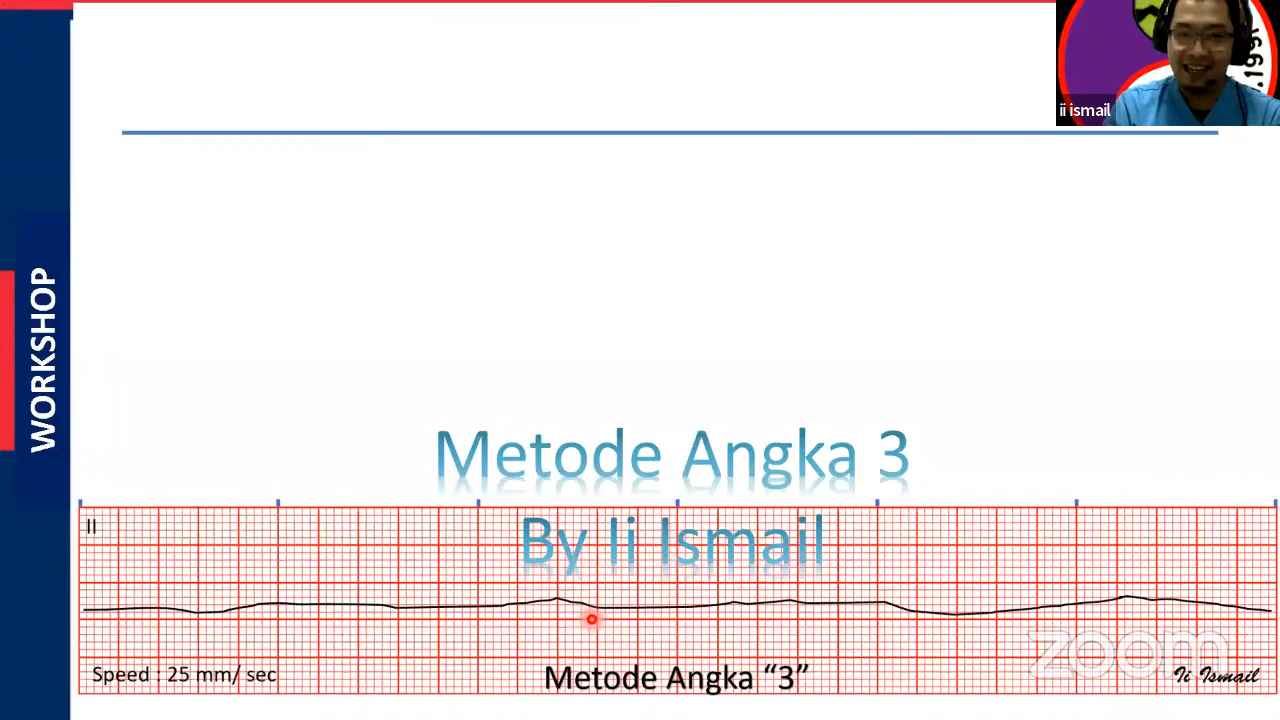 .1991
ii ismail
WORKSHOP
Metode Angka 3
By Ii Ismail
II
Speed : 25 mm/ sec
Metode Angka “3”
zoom
Ii Ismail